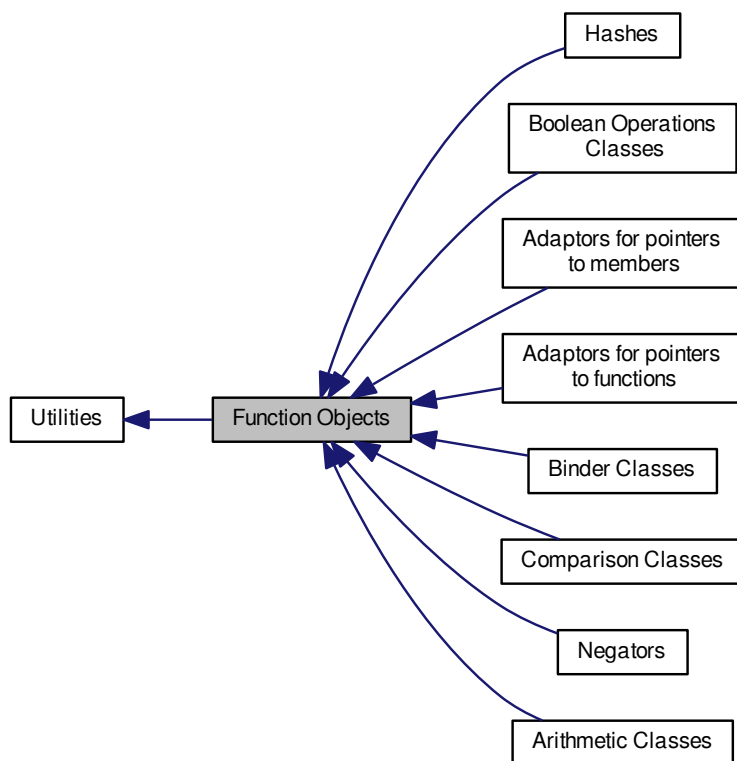 Hashes
Boolean Operations
Classes
Adaptors for pointers
to members
Adaptors for pointers
to functions
Utilities
Function Objects
Binder Classes
Comparison Classes
Negators
Arithmetic Classes